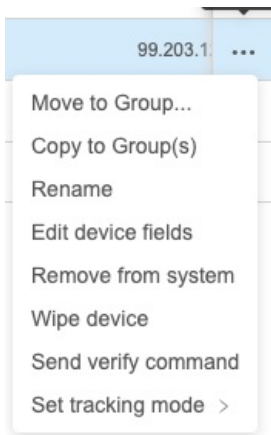 99.203.1
...
Move to Group...
Copy to Group(s)
Rename
Edit device fields
Remove from system
Wipe device
Send verify command
Set tracking mode >